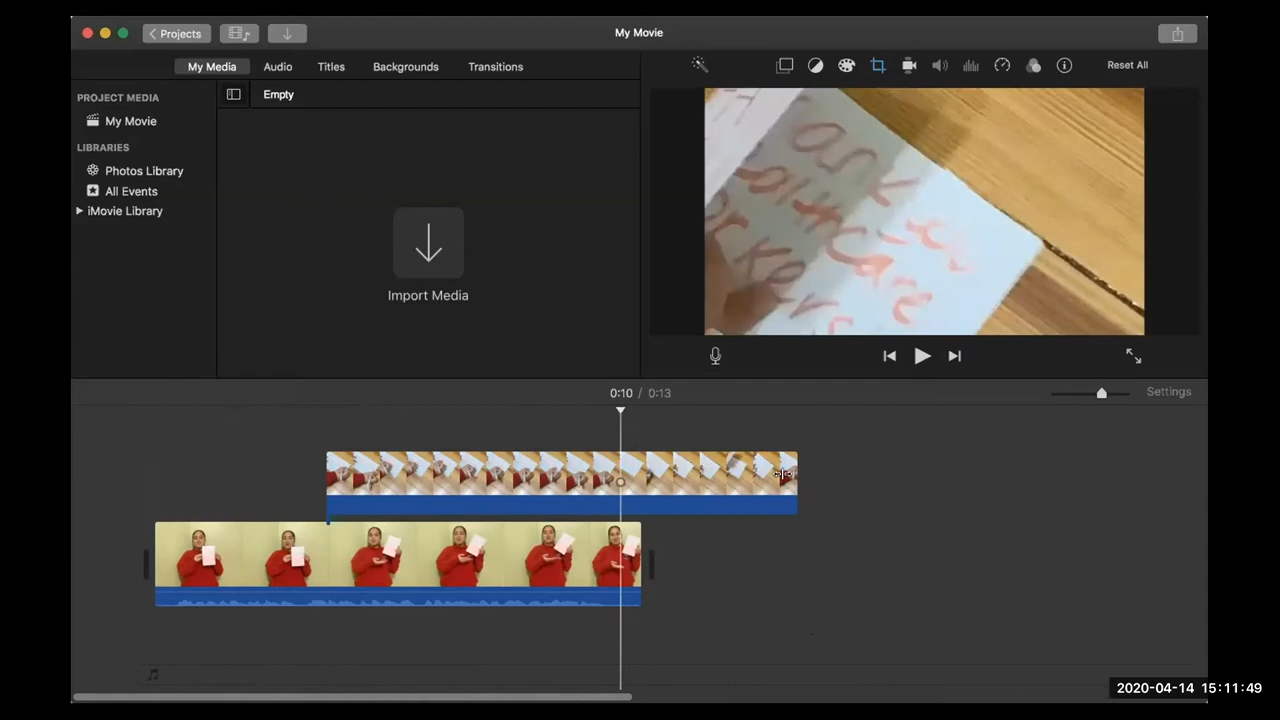 Projects
My Movie
My Media
Audio
Titles
Backgrounds
Transitions
Reset All
PROJECT MEDIA
My Movie
Empty
LIBRARIES
Photos Library
All Events
iMovie Library
Import Media
ask
0:10 / 0:13
Settings
2020-04-14 15:11:49